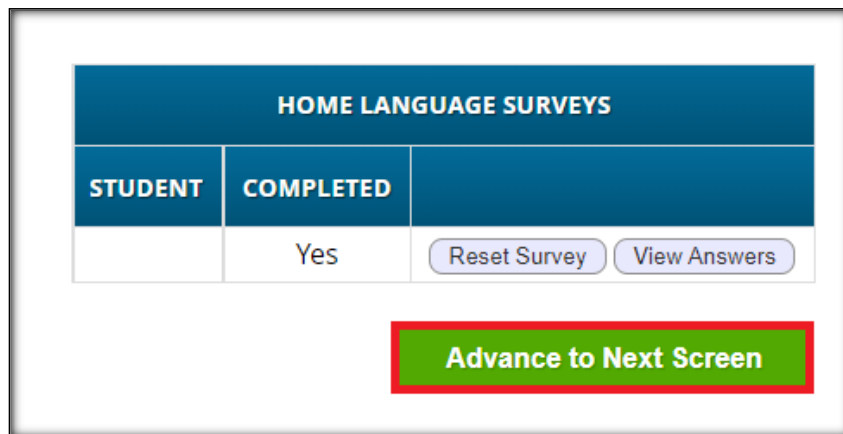 HOME LANGUAGE SURVEYS
STUDENT COMPLETED
Yes Reset Survey View Answers
Advance to Next Screen